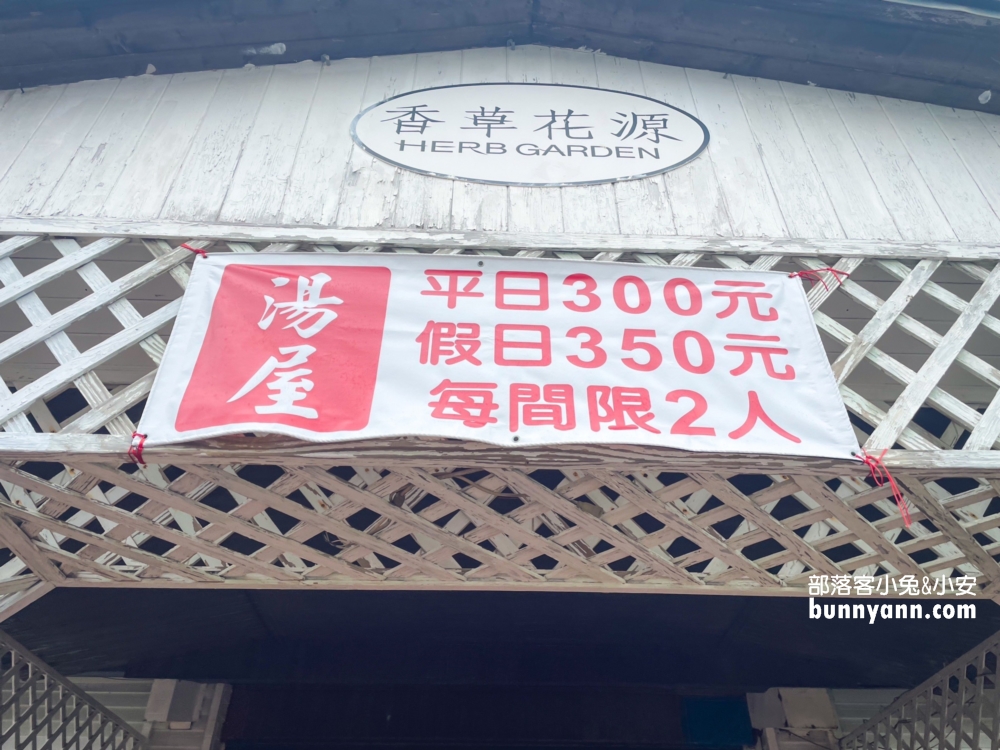 香草花源
HERB GARDEN
湯屋
平日300元
假日350元
每間限2人
部落客小兔&小安
bunnyann.com